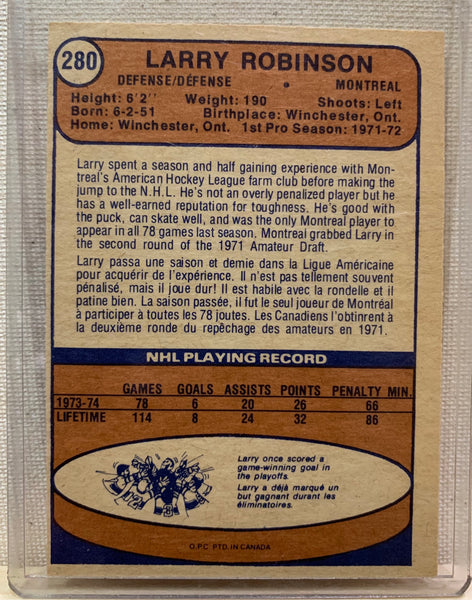 280 LARRY ROBINSON
DEFENSE/DÉFENSE • MONTREAL
Height: 6'2" Weight: 190 Shoots: Left
Born: 6-2-51 Birthplace: Winchester, Ont.
Home: Winchester, Ont. 1st Pro Season: 1971-72
Larry spent a season and half gaining experience with Mon-
treal's American Hockey League farm club before making the
jump to the N.H.L. He's not an overly penalized player but he
has a well-earned reputation for toughness. He's good with
the puck, can skate well, and was the only Montreal player to
appear in all 78 games last season. Montreal grabbed Larry in
the second round of the 1971 Amateur Draft.
Larry passa une saison et demie dans la Ligue Américaine
pour acquérir de l'expérience. Il n'est pas tellement souvent
pénalisé, mais il joue dur! Il est habile avec la rondelle et il
patine bien. La saison passée, il fut le seul joueur de Montréal
à participer à toutes les 78 joutes. Les Canadiens l'obtinrent à
la deuxième ronde du repêchage des amateurs en 1971.
NHL PLAYING RECORD
GAMES GOALS ASSISTS POINTS PENALTY MIN.
1973-74 78 6 20 26 66
LIFETIME 114 8 24 32 86
Larry once scored a
game-winning goal in
the playoffs.
Larry a déjà marqué un
but gagnant durant les
éliminatoires.
O.P.C. PTD. IN CANADA